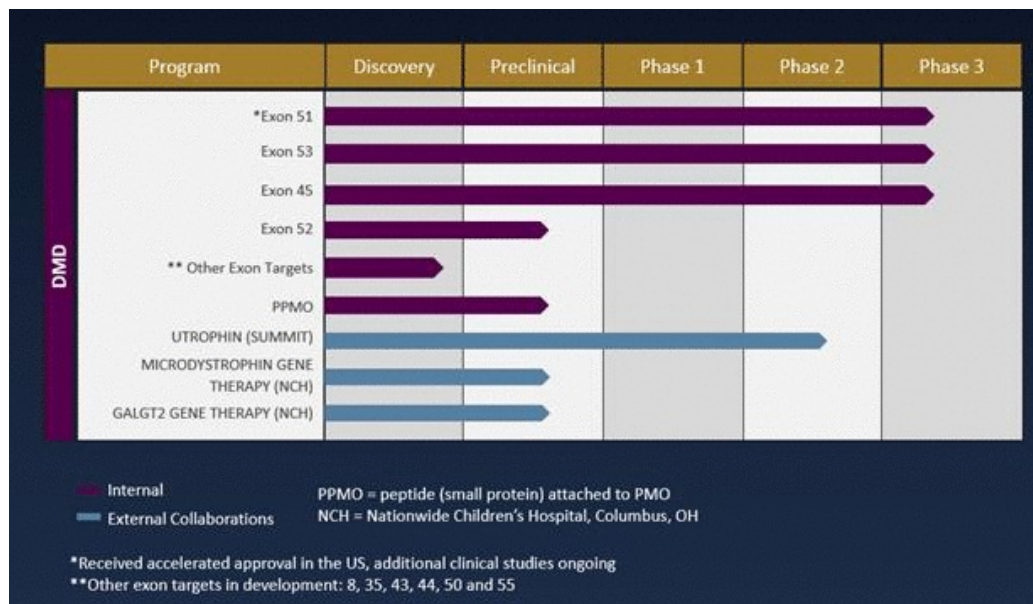 Program Discovery Preclinical Phase 1 Phase 2 Phase 3
DMD
*Exon 51
Exon 53
Exon 45
Exon 52
** Other Exon Targets
PPMO
UTROPHIN (SUMMIT)
MICRODYSTROPHIN GENE
THERAPY (NCH)
GALGT2 GENE THERAPY (NCH)
Internal
External Collaborations
PPMO = peptide (small protein) attached to PMO
NCH = Nationwide Children's Hospital, Columbus, OH
*Received accelerated approval in the US, additional clinical studies ongoing
**Other exon targets in development: 8, 35, 43, 44, 50 and 55